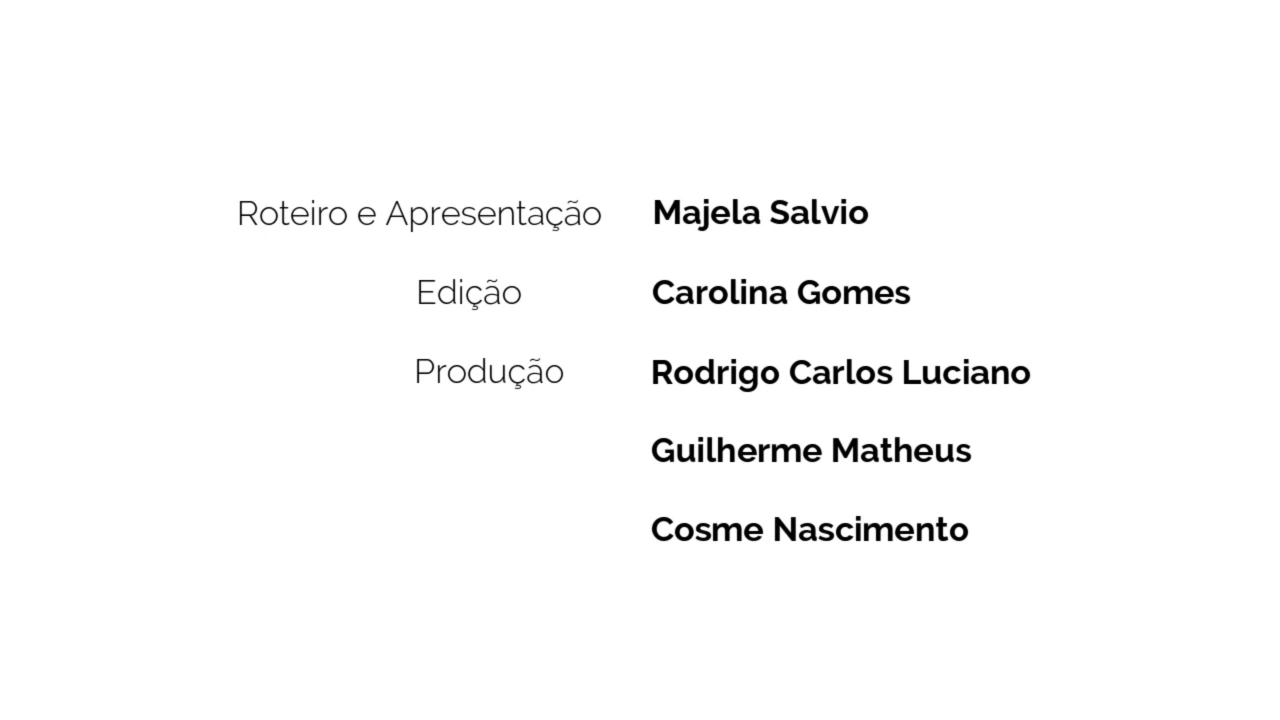 Roteiro e Apresentação Majela Salvio
Edição Carolina Gomes
Produção Rodrigo Carlos Luciano
Guilherme Matheus
Cosme Nascimento